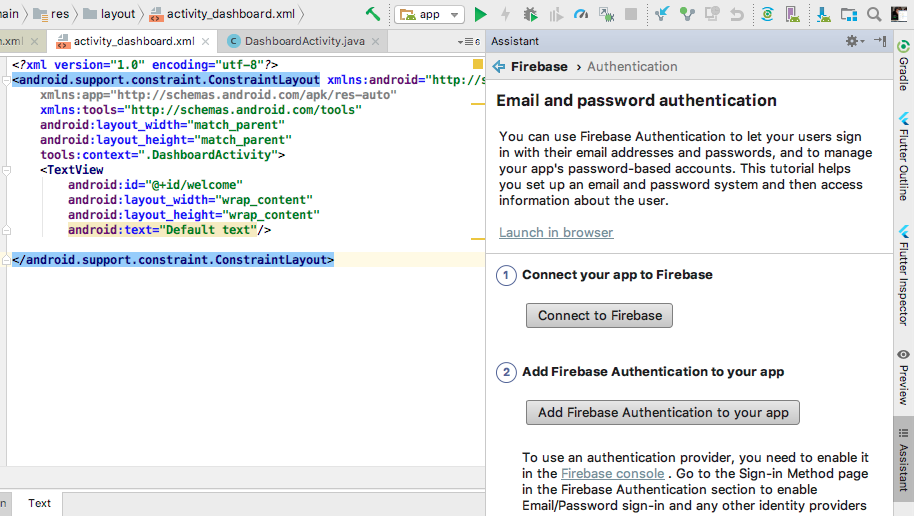 main res layout activity_dashboard.xml app
n.xml activity_dashboard.xml DashboardActivity.java
<?xml version="1.0" encoding="utf-8"?>
<android.support.constraint.ConstraintLayout xmlns:android="http://s
xmlns:app="http://schemas.android.com/apk/res-auto"
xmlns:tools="http://schemas.android.com/tools"
android:layout_width="match_parent"
android:layout_height="match_parent"
tools:context=".DashboardActivity">
<TextView
android:id="@+id/welcome"
android:layout_width="wrap_content"
android:layout_height="wrap_content"
android:text="Default text"/>
</android.support.constraint.ConstraintLayout>
Text
Assistant
Firebase › Authentication
Email and password authentication
You can use Firebase Authentication to let your users sign
in with their email addresses and passwords, and to manage
your app's password-based accounts. This tutorial helps
you set up an email and password system and then access
information about the user.
Launch in browser
1 Connect your app to Firebase
Connect to Firebase
2 Add Firebase Authentication to your app
Add Firebase Authentication to your app
To use an authentication provider, you need to enable it
in the Firebase console . Go to the Sign-in Method page
in the Firebase Authentication section to enable
Email/Password sign-in and any other identity providers
Gradle
Flutter Outline
Flutter Inspector
Preview
Assistant